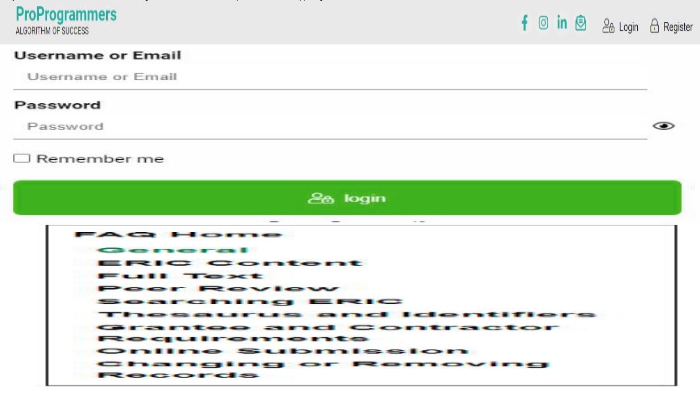 ProProgrammers
ALGORITHM OF SUCCESS
Login
Register
Username or Email
Username or Email
Password
Password
Remember me
login
FAQ Home
General
ERIC Content
Full Text
Peer Review
Searching ERIC
Thesaurus and Identifiers
Grantee and Contractor
Requirements
Online Submission
Changing or Removing
Records